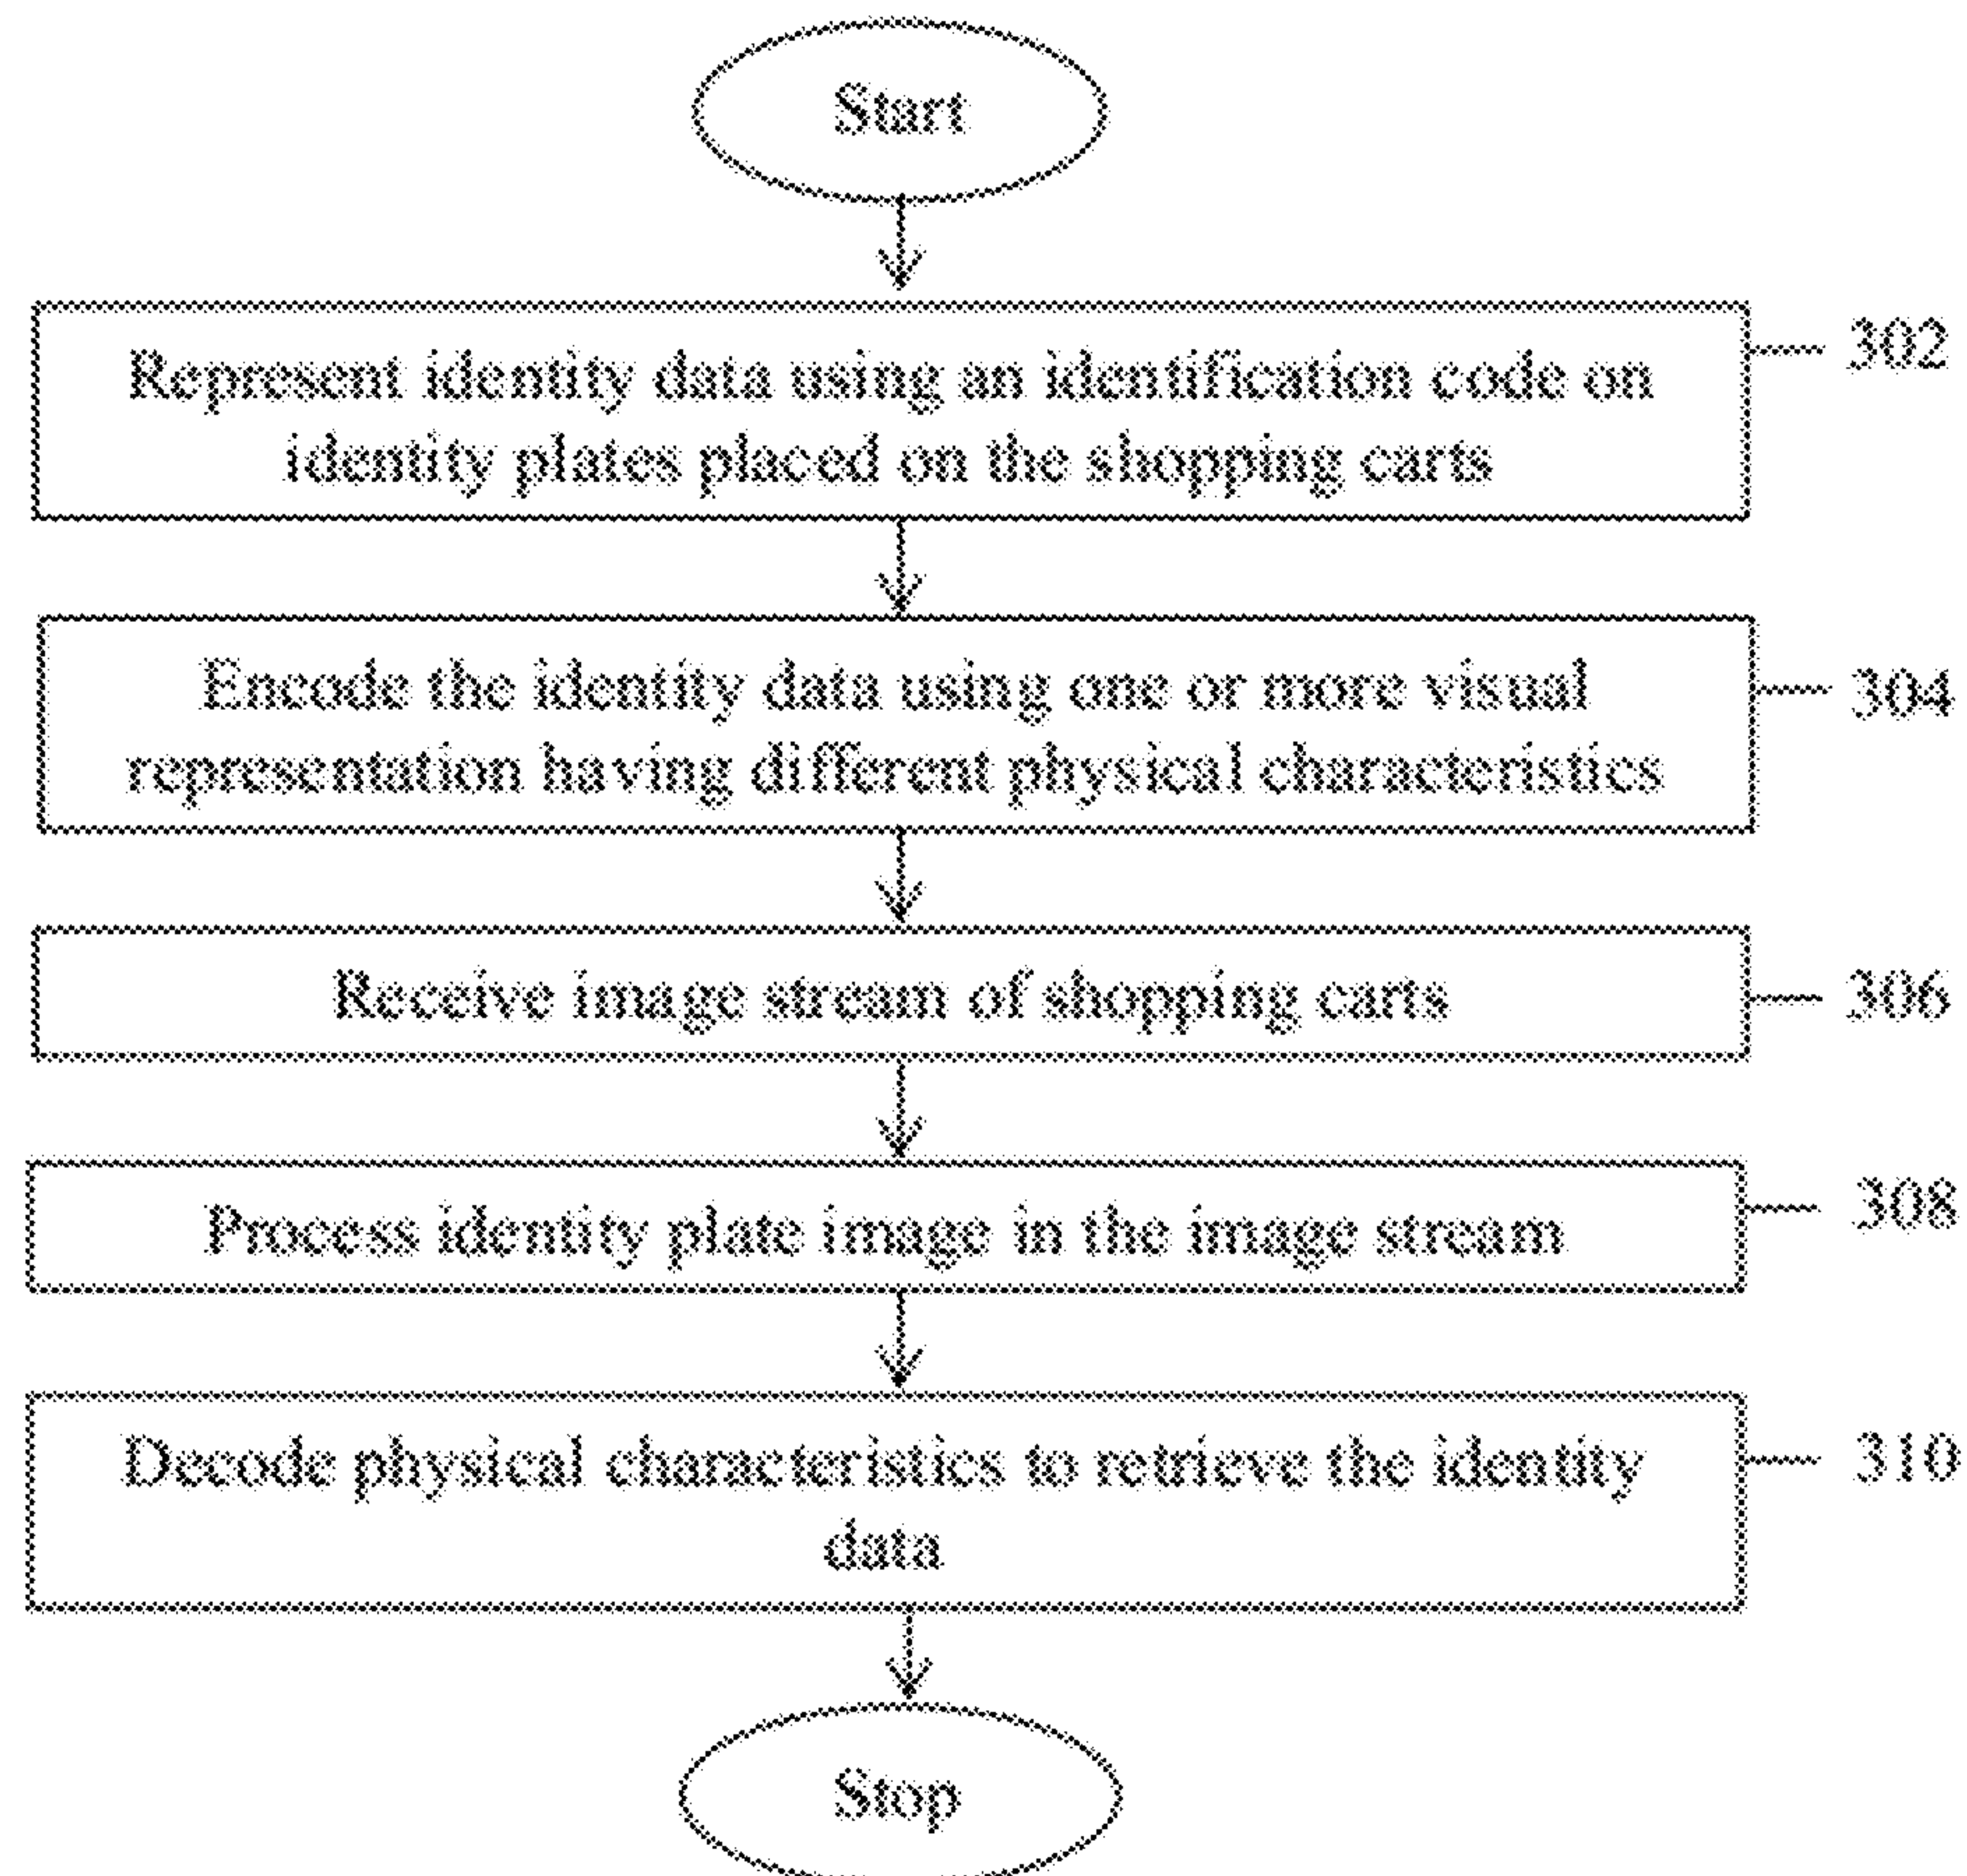 Start
Represent identity data using an identification code on
identity plates placed on the shopping carts
302
Encode the identity data using one or more visual
representation having different physical characteristics
304
Receive image stream of shopping carts
306
Process identity plate image in the image stream
308
Decode physical characteristics to retrieve the identity
data
310
Stop